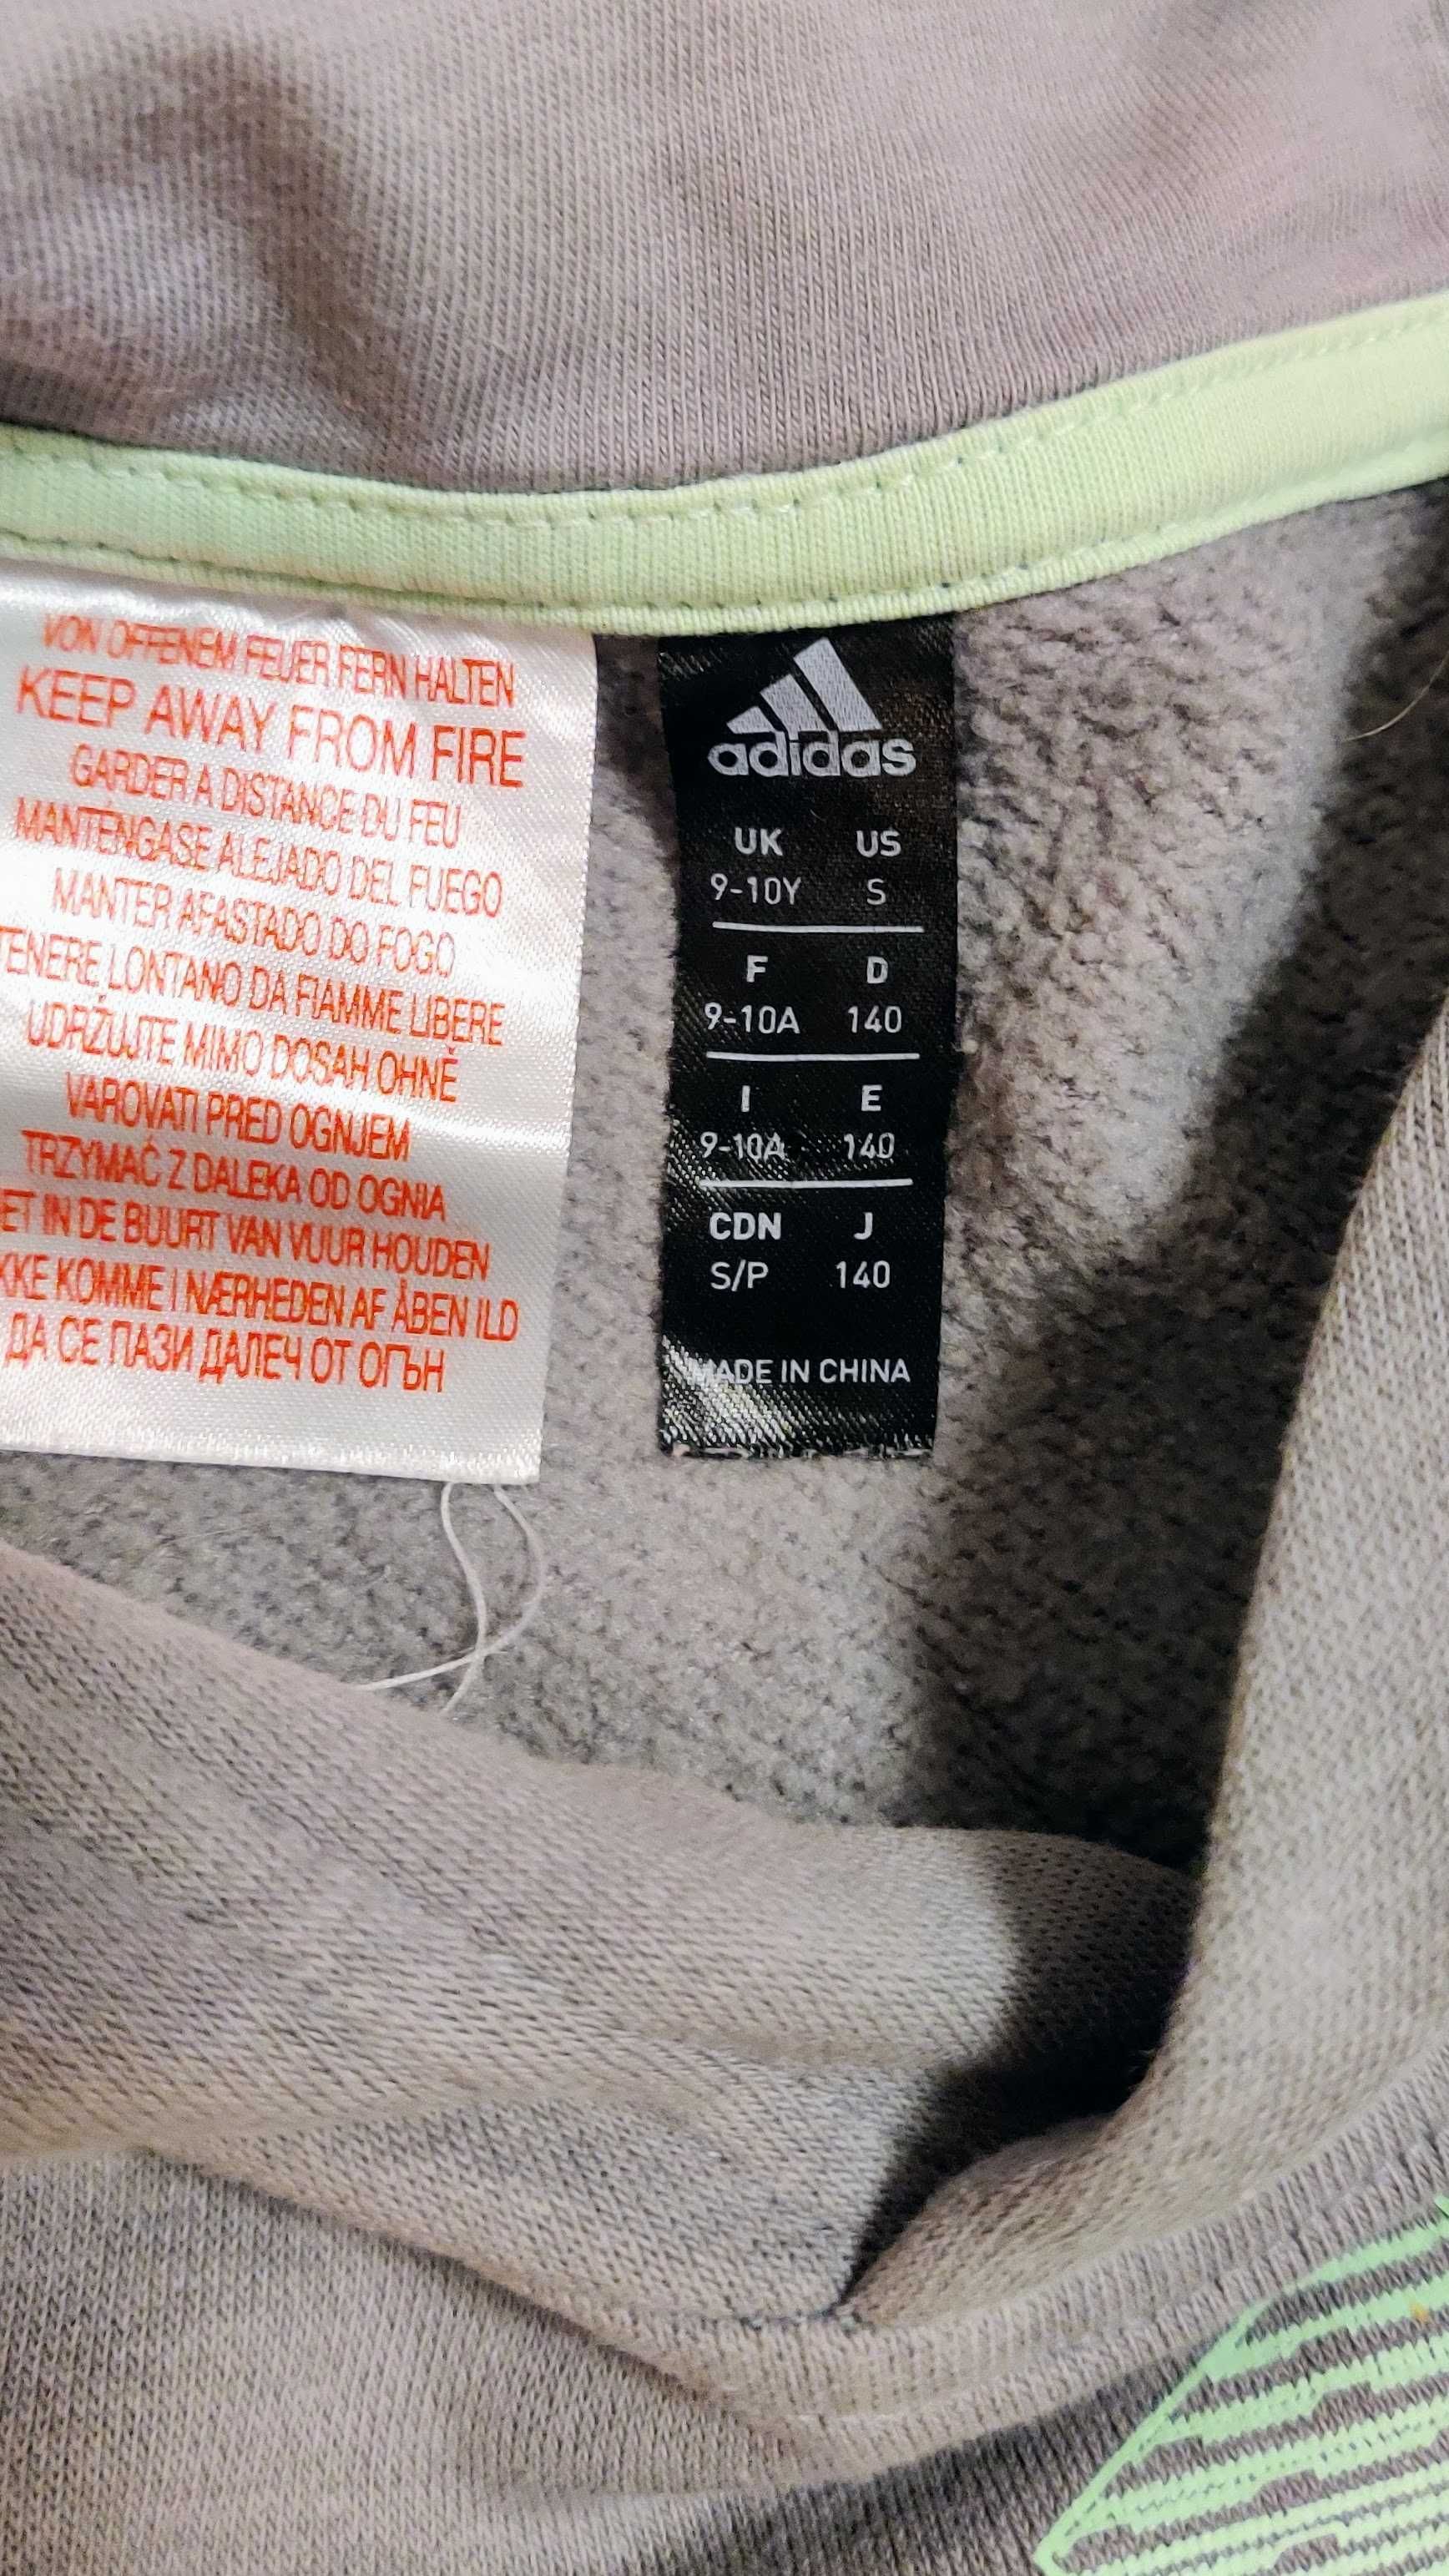 VON OFFENEM FEUER FERN HALTEN
KEEP AWAY FROM FIRE
GARDER A DISTANCE DU FEU
MANTENGASE ALEJADO DEL FUEGO
MANTER AFASTADO DO FOGO
TENERE LONTANO DA FIAMME LIBERE
UDRŽUJTE MIMO DOSAH OHNĚ
VAROVATI PRED OGNJEM
TRZYMAĆ Z DALEKA OD OGNIA
IN DE BUURT VAN VUUR HOUDEN
KOMME I NÆRHEDEN AF ÅBEN ILD
ДА СЕ ПАЗИ ДАЛЕЧ ОТ ОГЪН
adidas
UK US
9-10Y S
F D
9-10A 140
I E
9-10A 140
CDN J
S/P 140
MADE IN CHINA